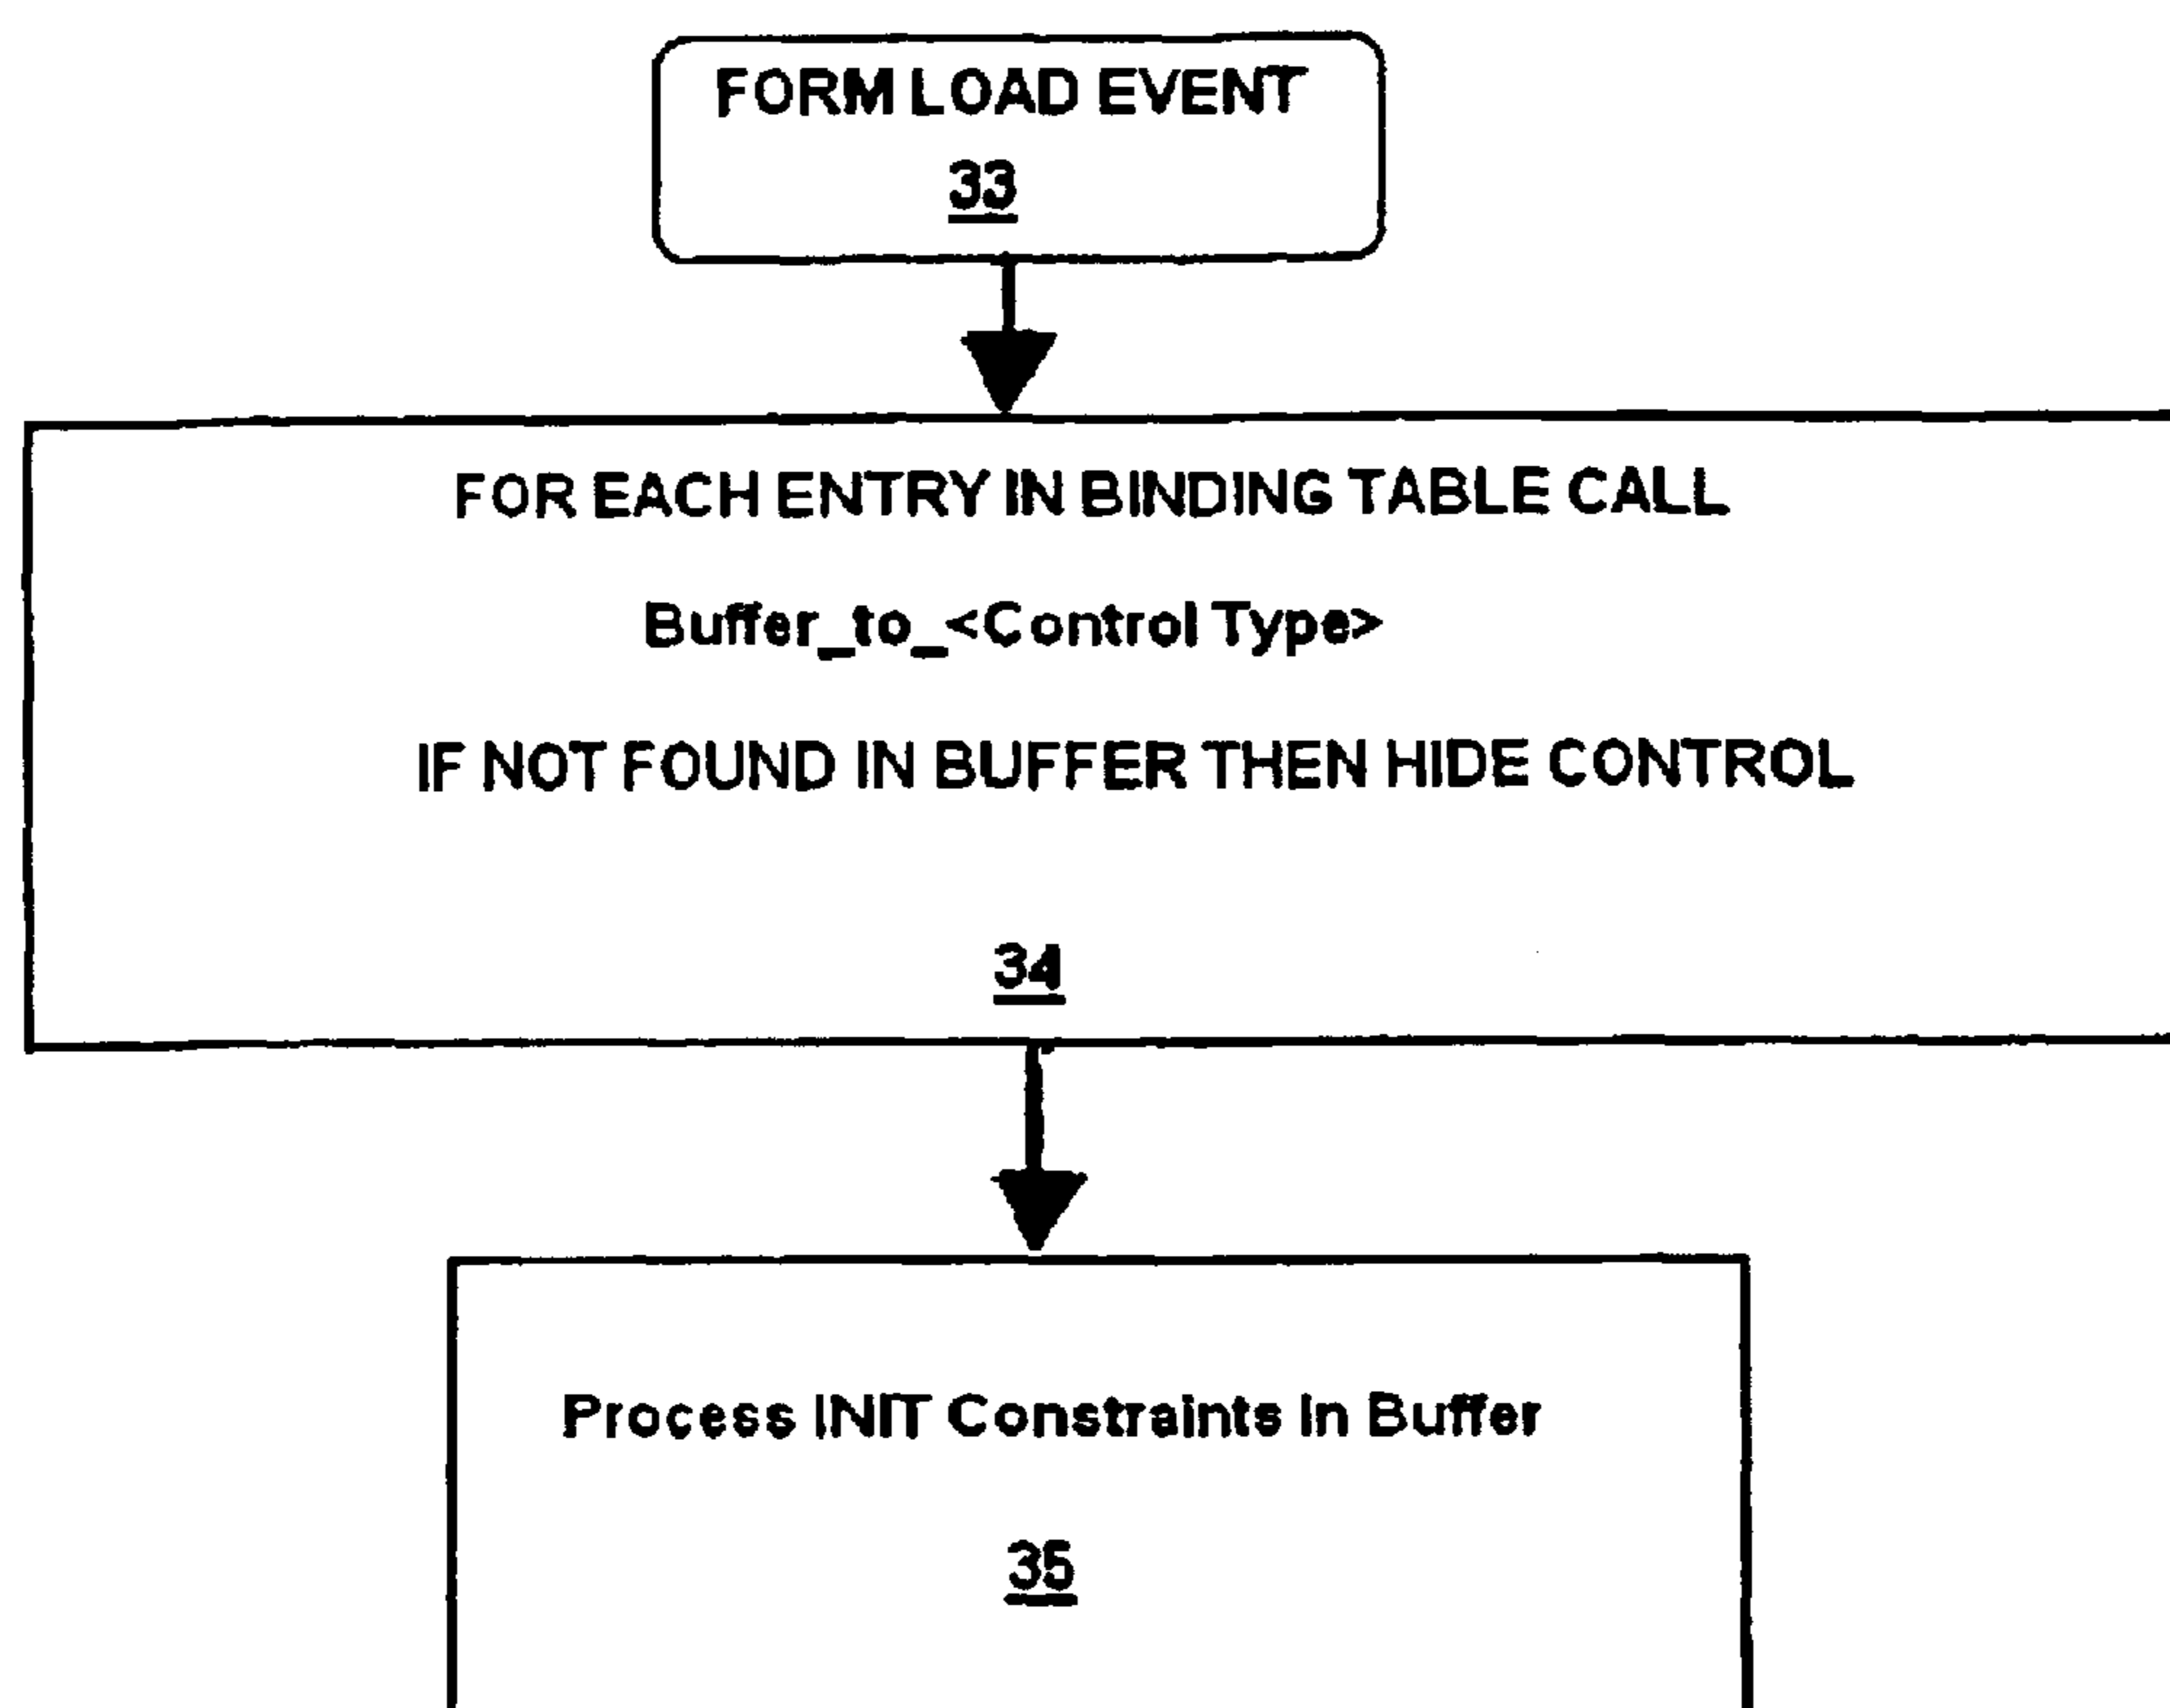 FORM LOAD EVENT
33
FOR EACH ENTRY IN BINDING TABLE CALL
Buffer_to_<Control Type>
IF NOT FOUND IN BUFFER THEN HIDE CONTROL
34
Process INIT Constraints In Buffer
35